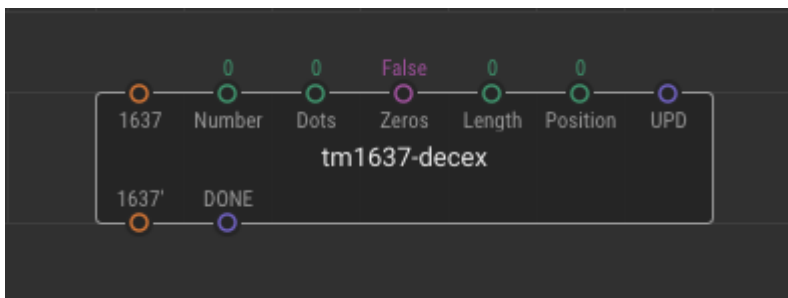 0 0 False 0 0
1637 Number Dots Zeros Length Position UPD
tm1637-decex
1637' DONE